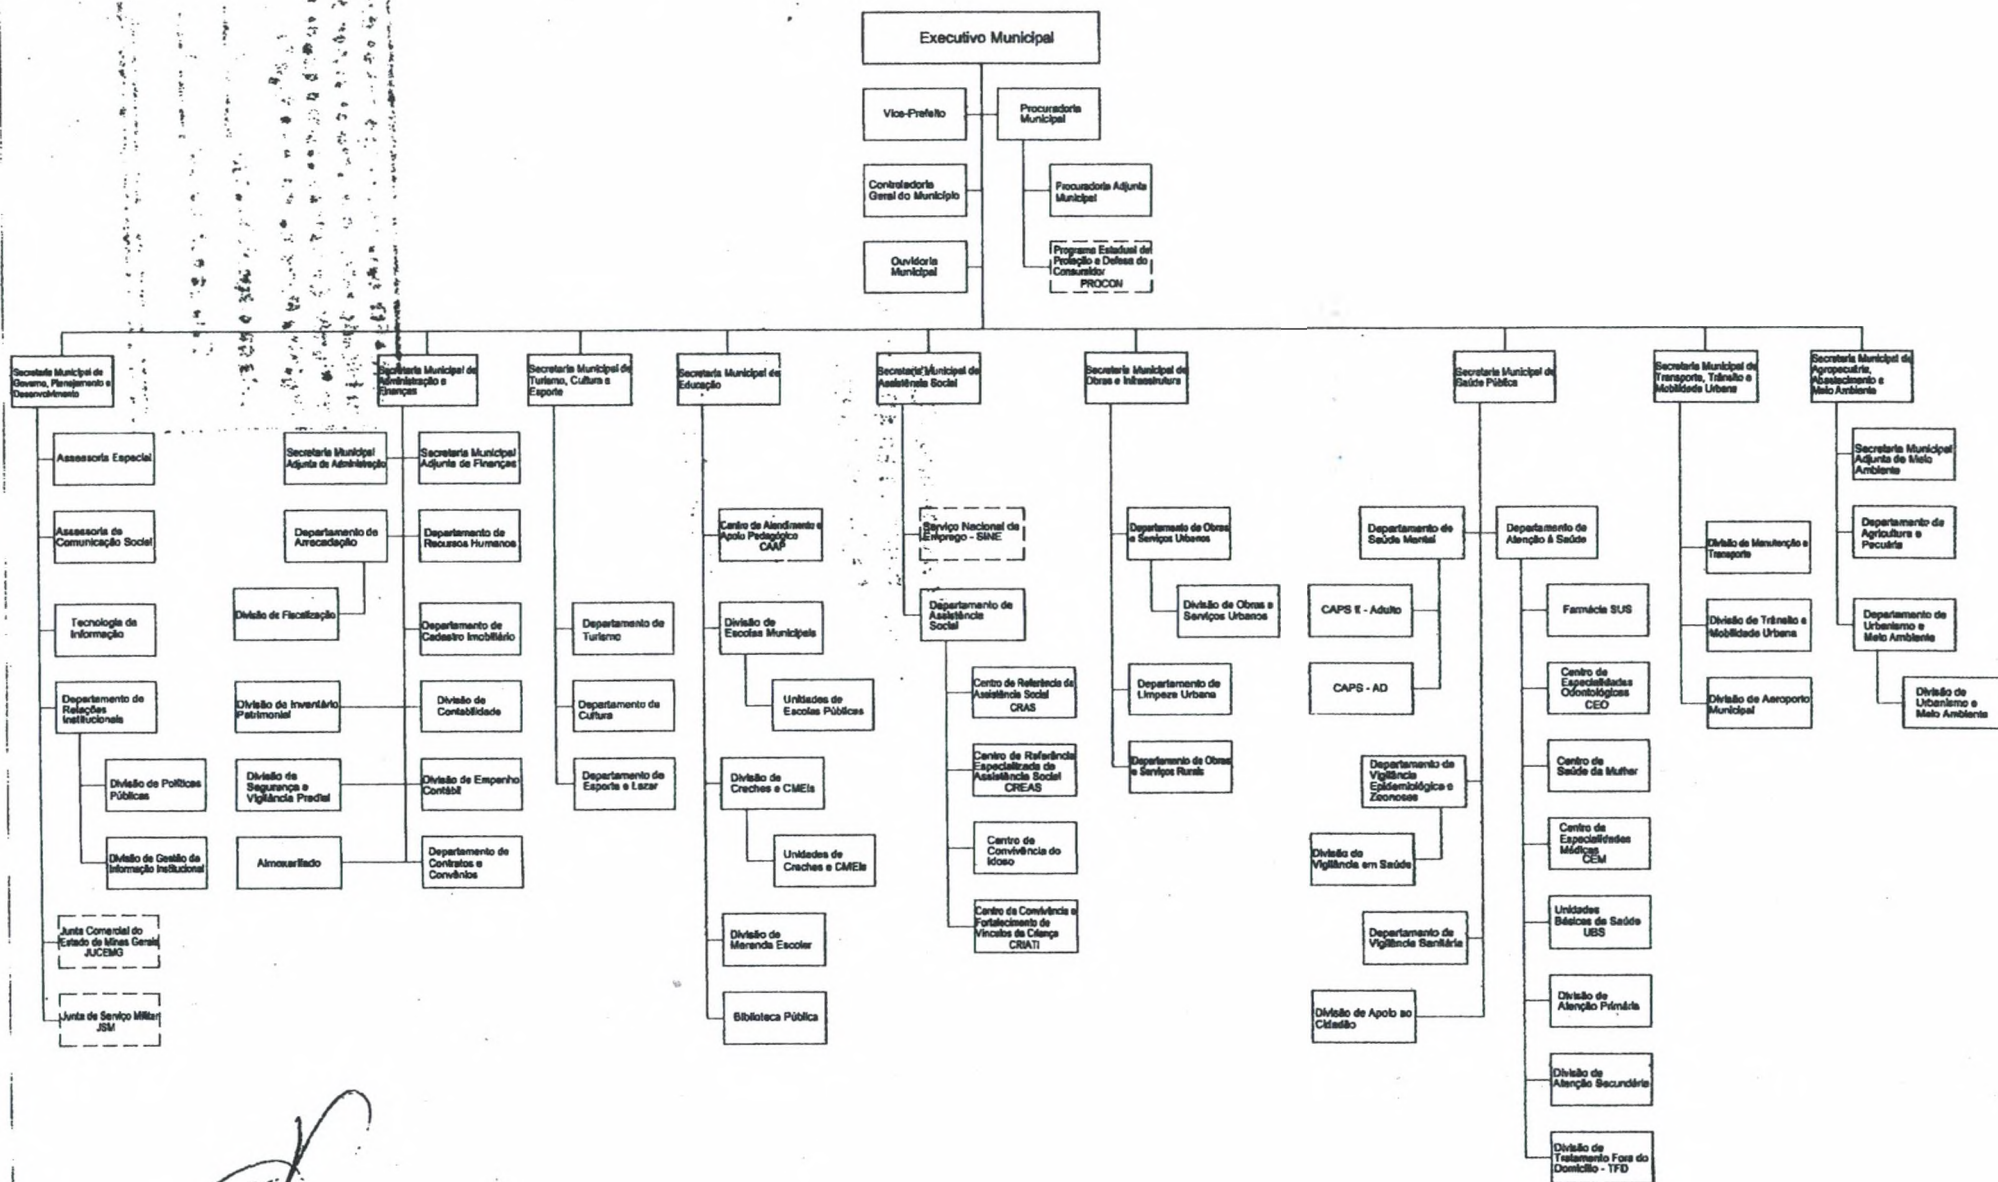 Executivo Municipal
Vice-Prefeito
Procuradoria
Municipal
Controladoria
Geral do Município
Procuradoria Adjunta
Municipal
Ouvidoria
Municipal
Programa Estadual de
Proteção e Defesa do
Consumidor
PROCON
Secretaria Municipal de
Governo, Planejamento e
Desenvolvimento
Secretaria Municipal de
Administração e
Finanças
Secretaria Municipal de
Turismo, Cultura e
Esporte
Secretaria Municipal de
Educação
Secretaria Municipal de
Assistência Social
Secretaria Municipal de
Obras e Infraestrutura
Secretaria Municipal de
Saúde Pública
Secretaria Municipal de
Transporte, Trânsito e
Mobilidade Urbana
Secretaria Municipal de
Agropecuária,
Abastecimento e
Meio Ambiente
Assessoria Especial
Assessoria de
Comunicação Social
Tecnologia da
Informação
Departamento de
Relações
Institucionais
Divisão de Políticas
Públicas
Divisão de Gestão da
Informação Institucional
Junta Comercial do
Estado de Minas Gerais
JUCEMG
Junta de Serviço Militar
JSM
Secretaria Municipal
Adjunta de Administração
Secretaria Municipal
Adjunta de Finanças
Departamento de
Arrecadação
Departamento de
Recursos Humanos
Divisão de Fiscalização
Departamento de
Cadastro Imobiliário
Divisão de Inventário
Patrimonial
Divisão de
Contabilidade
Divisão de
Segurança e
Vigilância Predial
Divisão de Empenho
Contábil
Almoxarifado
Departamento de
Contratos e
Convênios
Departamento de
Turismo
Departamento de
Cultura
Departamento de
Esporte e Lazer
Centro de Atendimento e
Apoio Pedagógico
CAAP
Divisão de
Escolas Municipais
Unidades de
Escolas Públicas
Divisão de
Creches e CMEIs
Unidades de
Creches e CMEIs
Divisão de
Merenda Escolar
Biblioteca Pública
Serviço Nacional de
Emprego - SINE
Departamento de
Assistência
Social
Centro de Referência da
Assistência Social
CRAS
Centro de Referência
Especializada da
Assistência Social
CREAS
Centro de
Convivência do
Idoso
Centro de Convivência e
Fortalecimento de
Vínculos da Criança
CRIATI
Departamento de Obras
e Serviços Urbanos
Divisão de Obras e
Serviços Urbanos
Departamento de
Limpeza Urbana
Departamento de Obras
e Serviços Rurais
Departamento de
Saúde Mental
Departamento de
Atenção à Saúde
CAPS II - Adulto
CAPS - AD
Departamento de
Vigilância
Epidemiológica e
Zoonoses
Divisão de
Vigilância em Saúde
Departamento de
Vigilância Sanitária
Divisão de Apoio ao
Cidadão
Farmácia SUS
Centro de
Especialidades
Odontológicas
CEO
Centro de
Saúde da Mulher
Centro de
Especialidades
Médicas
CEM
Unidades
Básicas de Saúde
UBS
Divisão de
Atenção Primária
Divisão de
Atenção Secundária
Divisão de
Tratamento Fora do
Domicílio - TFD
Divisão de Manutenção e
Transporte
Divisão de Trânsito e
Mobilidade Urbana
Divisão de Aeroporto
Municipal
Secretaria Municipal
Adjunta de Meio
Ambiente
Departamento de
Agricultura e
Pecuária
Departamento de
Urbanismo e
Meio Ambiente
Divisão de
Urbanismo e
Meio Ambiente